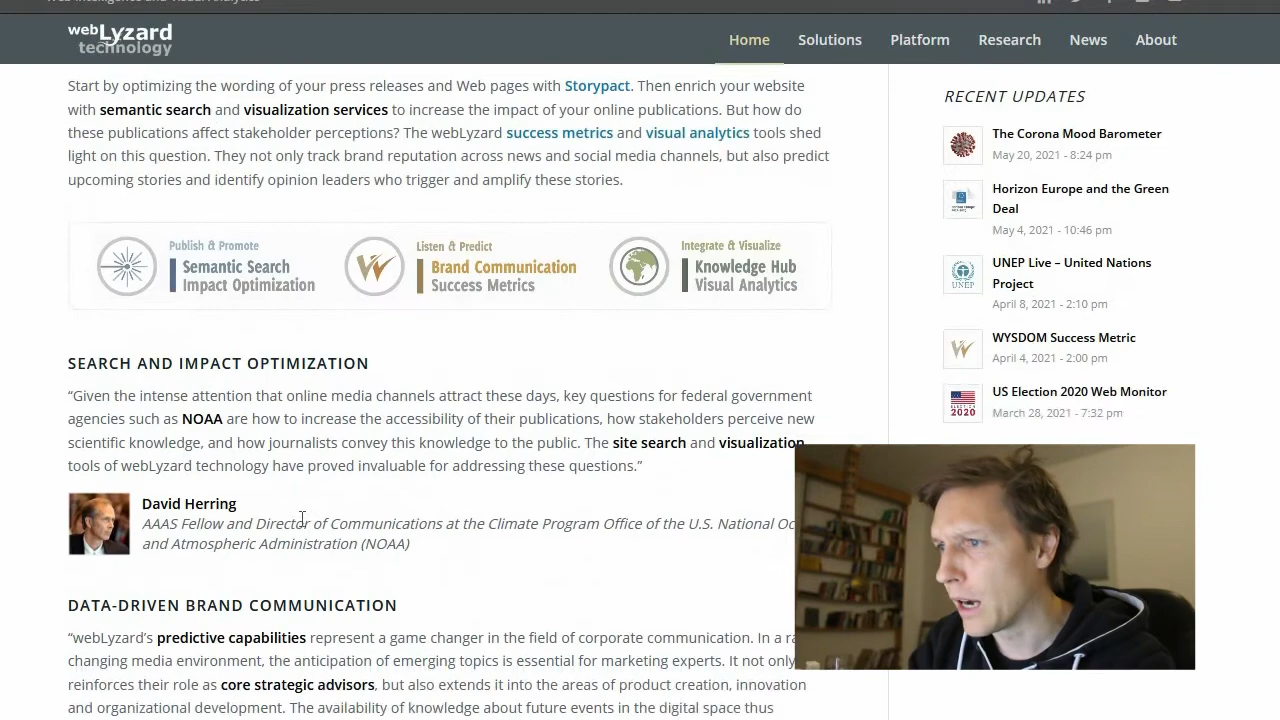 webLyzard
technology
Home Solutions Platform Research News About
Start by optimizing the wording of your press releases and Web pages with Storypact. Then enrich your website
with semantic search and visualization services to increase the impact of your online publications. But how do
these publications affect stakeholder perceptions? The webLyzard success metrics and visual analytics tools shed
light on this question. They not only track brand reputation across news and social media channels, but also predict
upcoming stories and identify opinion leaders who trigger and amplify these stories.
Publish & Promote
Semantic Search
Impact Optimization
Listen & Predict
Brand Communication
Success Metrics
Integrate & Visualize
Knowledge Hub
Visual Analytics
SEARCH AND IMPACT OPTIMIZATION
“Given the intense attention that online media channels attract these days, key questions for federal government
agencies such as NOAA are how to increase the accessibility of their publications, how stakeholders perceive new
scientific knowledge, and how journalists convey this knowledge to the public. The site search and visualization
tools of webLyzard technology have proved invaluable for addressing these questions.”
David Herring
AAAS Fellow and Director of Communications at the Climate Program Office of the U.S. National Oc
and Atmospheric Administration (NOAA)
DATA-DRIVEN BRAND COMMUNICATION
“webLyzard’s predictive capabilities represent a game changer in the field of corporate communication. In a ra
changing media environment, the anticipation of emerging topics is essential for marketing experts. It not only
reinforces their role as core strategic advisors, but also extends it into the areas of product creation, innovation
and organizational development. The availability of knowledge about future events in the digital space thus
RECENT UPDATES
The Corona Mood Barometer
May 20, 2021 - 8:24 pm
Horizon Europe and the Green
Deal
May 4, 2021 - 10:46 pm
UNEP
UNEP Live – United Nations
Project
April 8, 2021 - 2:10 pm
WYSDOM Success Metric
April 4, 2021 - 2:00 pm
ELECTION
2020
US Election 2020 Web Monitor
March 28, 2021 - 7:32 pm